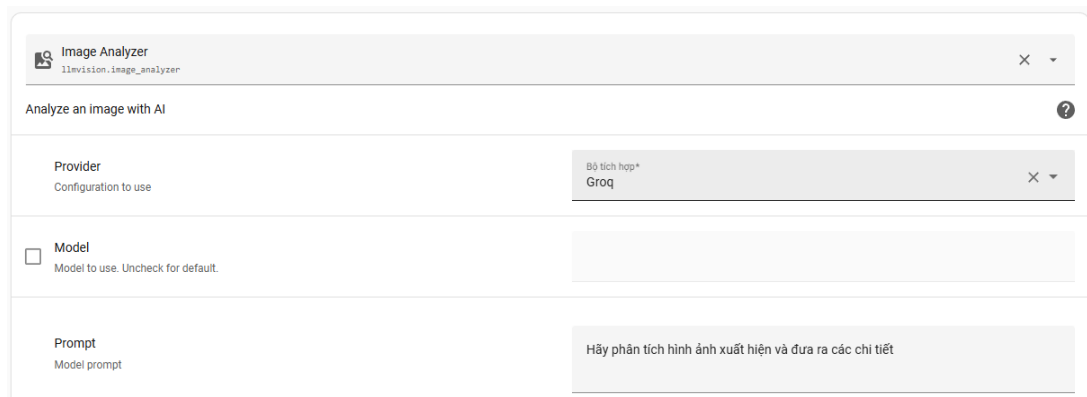 Image Analyzer
llmvision.image_analyzer
Analyze an image with AI
Provider
Configuration to use
Bộ tích hợp*
Groq
Model
Model to use. Uncheck for default.
Prompt
Model prompt
Hãy phân tích hình ảnh xuất hiện và đưa ra các chi tiết